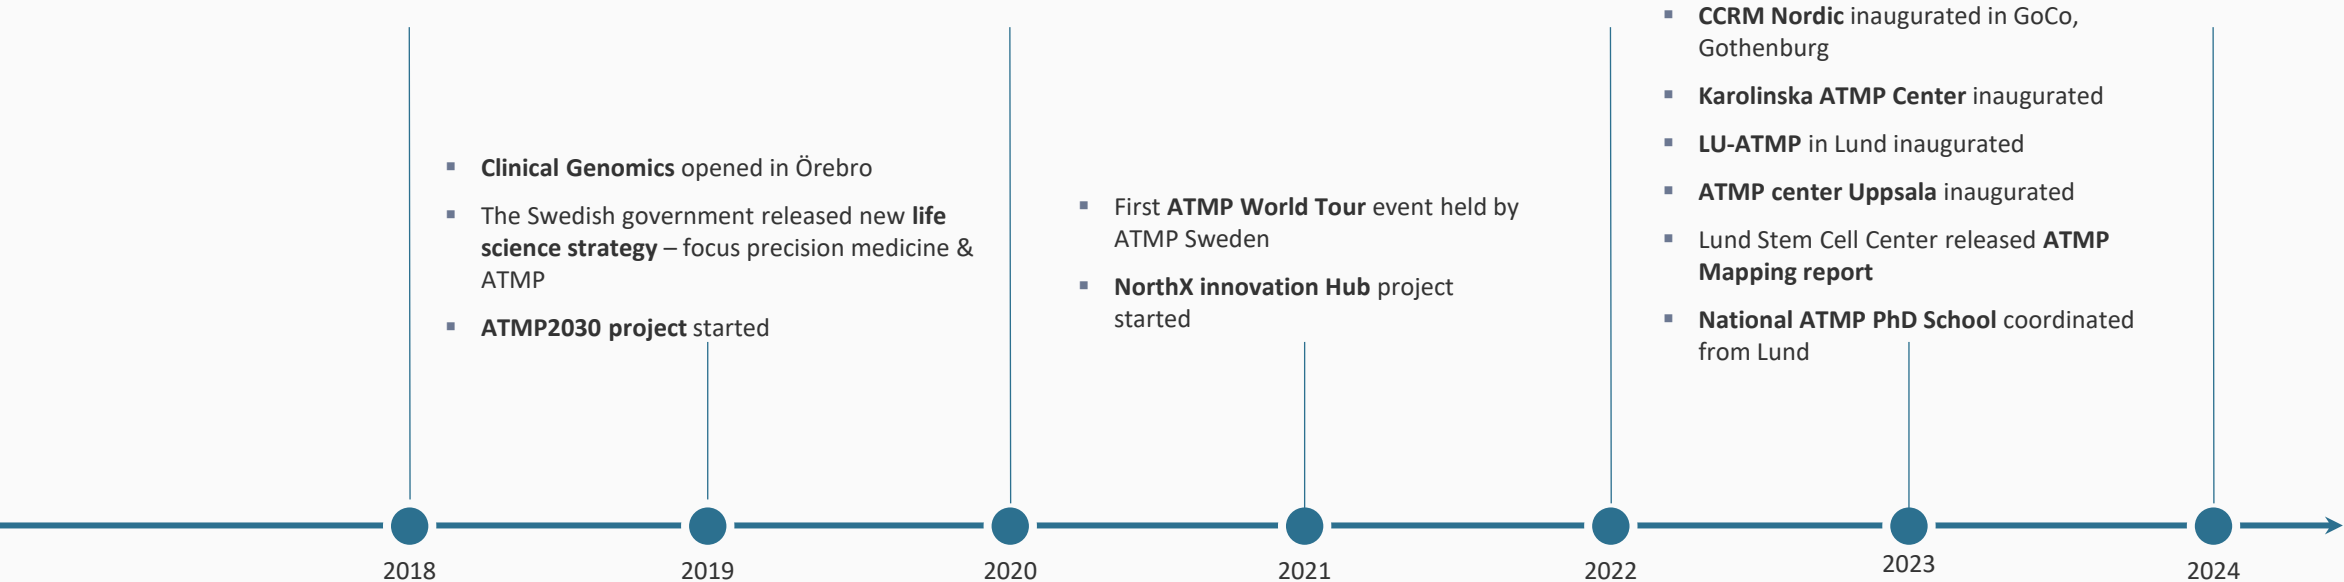 ▪ Clinical Genomics opened in Örebro
▪ The Swedish government released new life
science strategy – focus precision medicine &
ATMP
▪ ATMP2030 project started
▪ First ATMP World Tour event held by
ATMP Sweden
▪ NorthX innovation Hub project
started
▪ CCRM Nordic inaugurated in GoCo,
Gothenburg
▪ Karolinska ATMP Center inaugurated
▪ LU-ATMP in Lund inaugurated
▪ ATMP center Uppsala inaugurated
▪ Lund Stem Cell Center released ATMP
Mapping report
▪ National ATMP PhD School coordinated
from Lund
2018
2019
2020
2021
2022
2023
2024